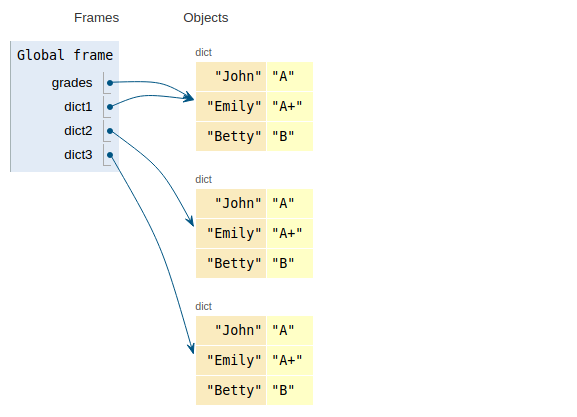 Frames Objects
Global frame
grades
dict1
dict2
dict3
dict
"John" "A"
"Emily" "A+"
"Betty" "B"
dict
"John" "A"
"Emily" "A+"
"Betty" "B"
dict
"John" "A"
"Emily" "A+"
"Betty" "B"